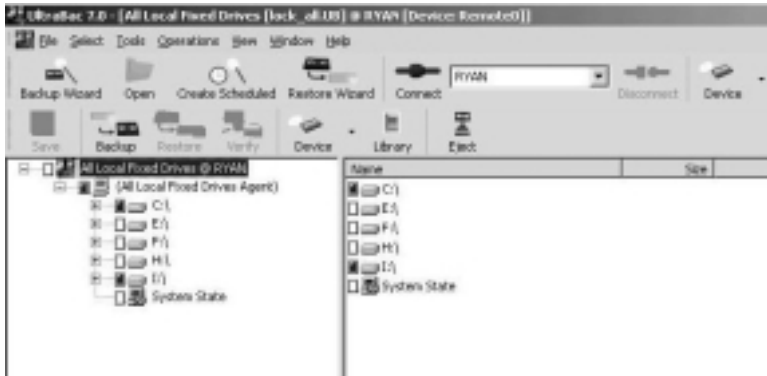 UltraBac 7.0 - [All Local Fixed Drives [lock_all.UB] @ RYAN [Device: Remote0]]
File Select Tools Operations View Window Help
Backup Wizard Open Create Scheduled Restore Wizard Connect RYAN Disconnect Device
Save Backup Restore Verify Device Library Eject
All Local Fixed Drives @ RYAN
(All Local Fixed Drives Agent)
C:\
E:\
F:\
H:\
I:\
System State
Name Size
C:\
E:\
F:\
H:\
I:\
System State